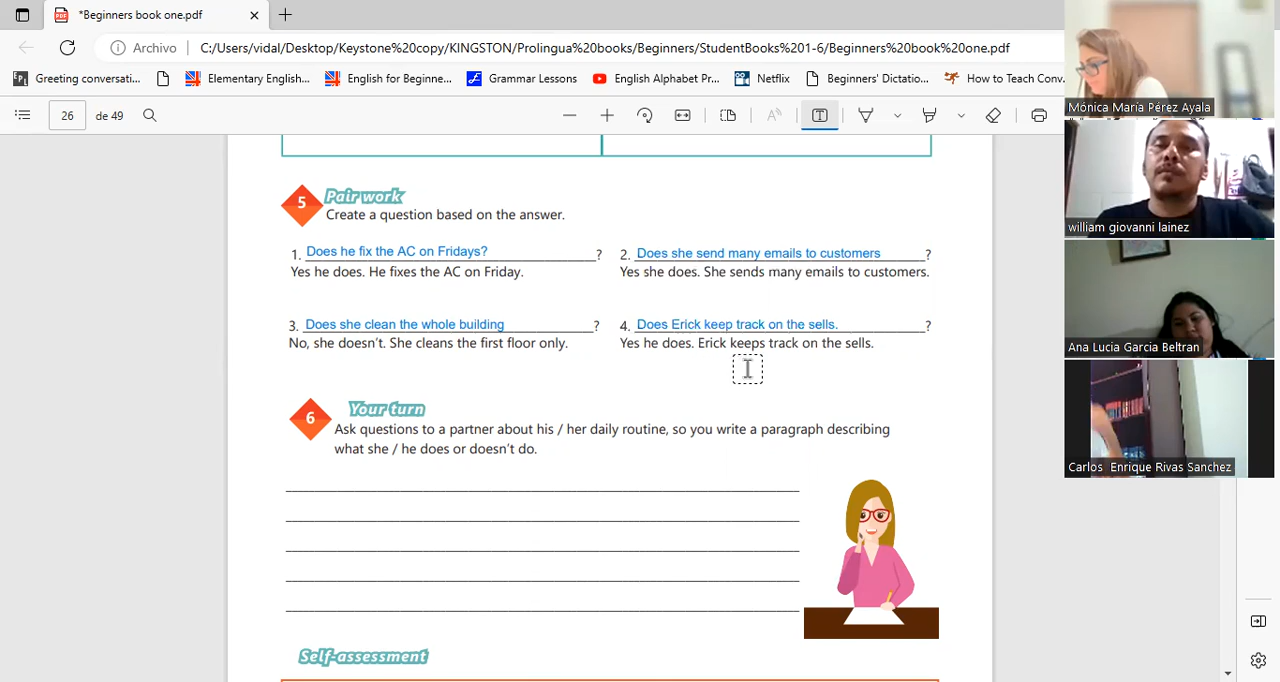 *Beginners book one.pdf
Archivo C:/Users/vidal/Desktop/Keystone%20copy/KINGSTON/Prolingua%20books/Beginners/StudentBooks%201-6/Beginners%20book%20one.pdf
Greeting conversati... Elementary English... English for Beginne... Grammar Lessons English Alphabet Pr... Netflix Beginners' Dictatio... How to Teach Conv...
26 de 49
5 Pair work
Create a question based on the answer.
1. Does he fix the AC on Fridays? ?
Yes he does. He fixes the AC on Friday.
2. Does she send many emails to customers ?
Yes she does. She sends many emails to customers.
3. Does she clean the whole building ?
No, she doesn't. She cleans the first floor only.
4. Does Erick keep track on the sells. ?
Yes he does. Erick keeps track on the sells.
6 Your turn
Ask questions to a partner about his / her daily routine, so you write a paragraph describing
what she / he does or doesn't do.
Self-assessment
Mónica María Pérez Ayala
william giovanni lainez
Ana Lucia Garcia Beltran
Carlos Enrique Rivas Sanchez